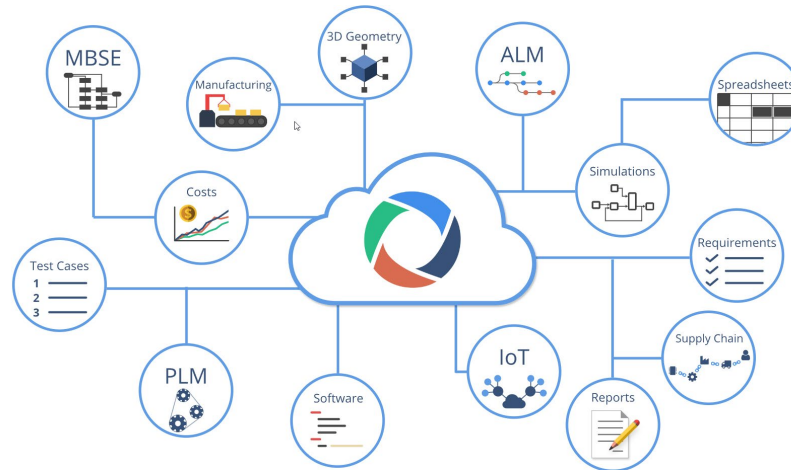 MBSE
3D Geometry
Manufacturing
ALM
Spreadsheets
Simulations
Costs
Requirements
Test Cases
1
2
3
PLM
Software
IoT
Supply Chain
Reports